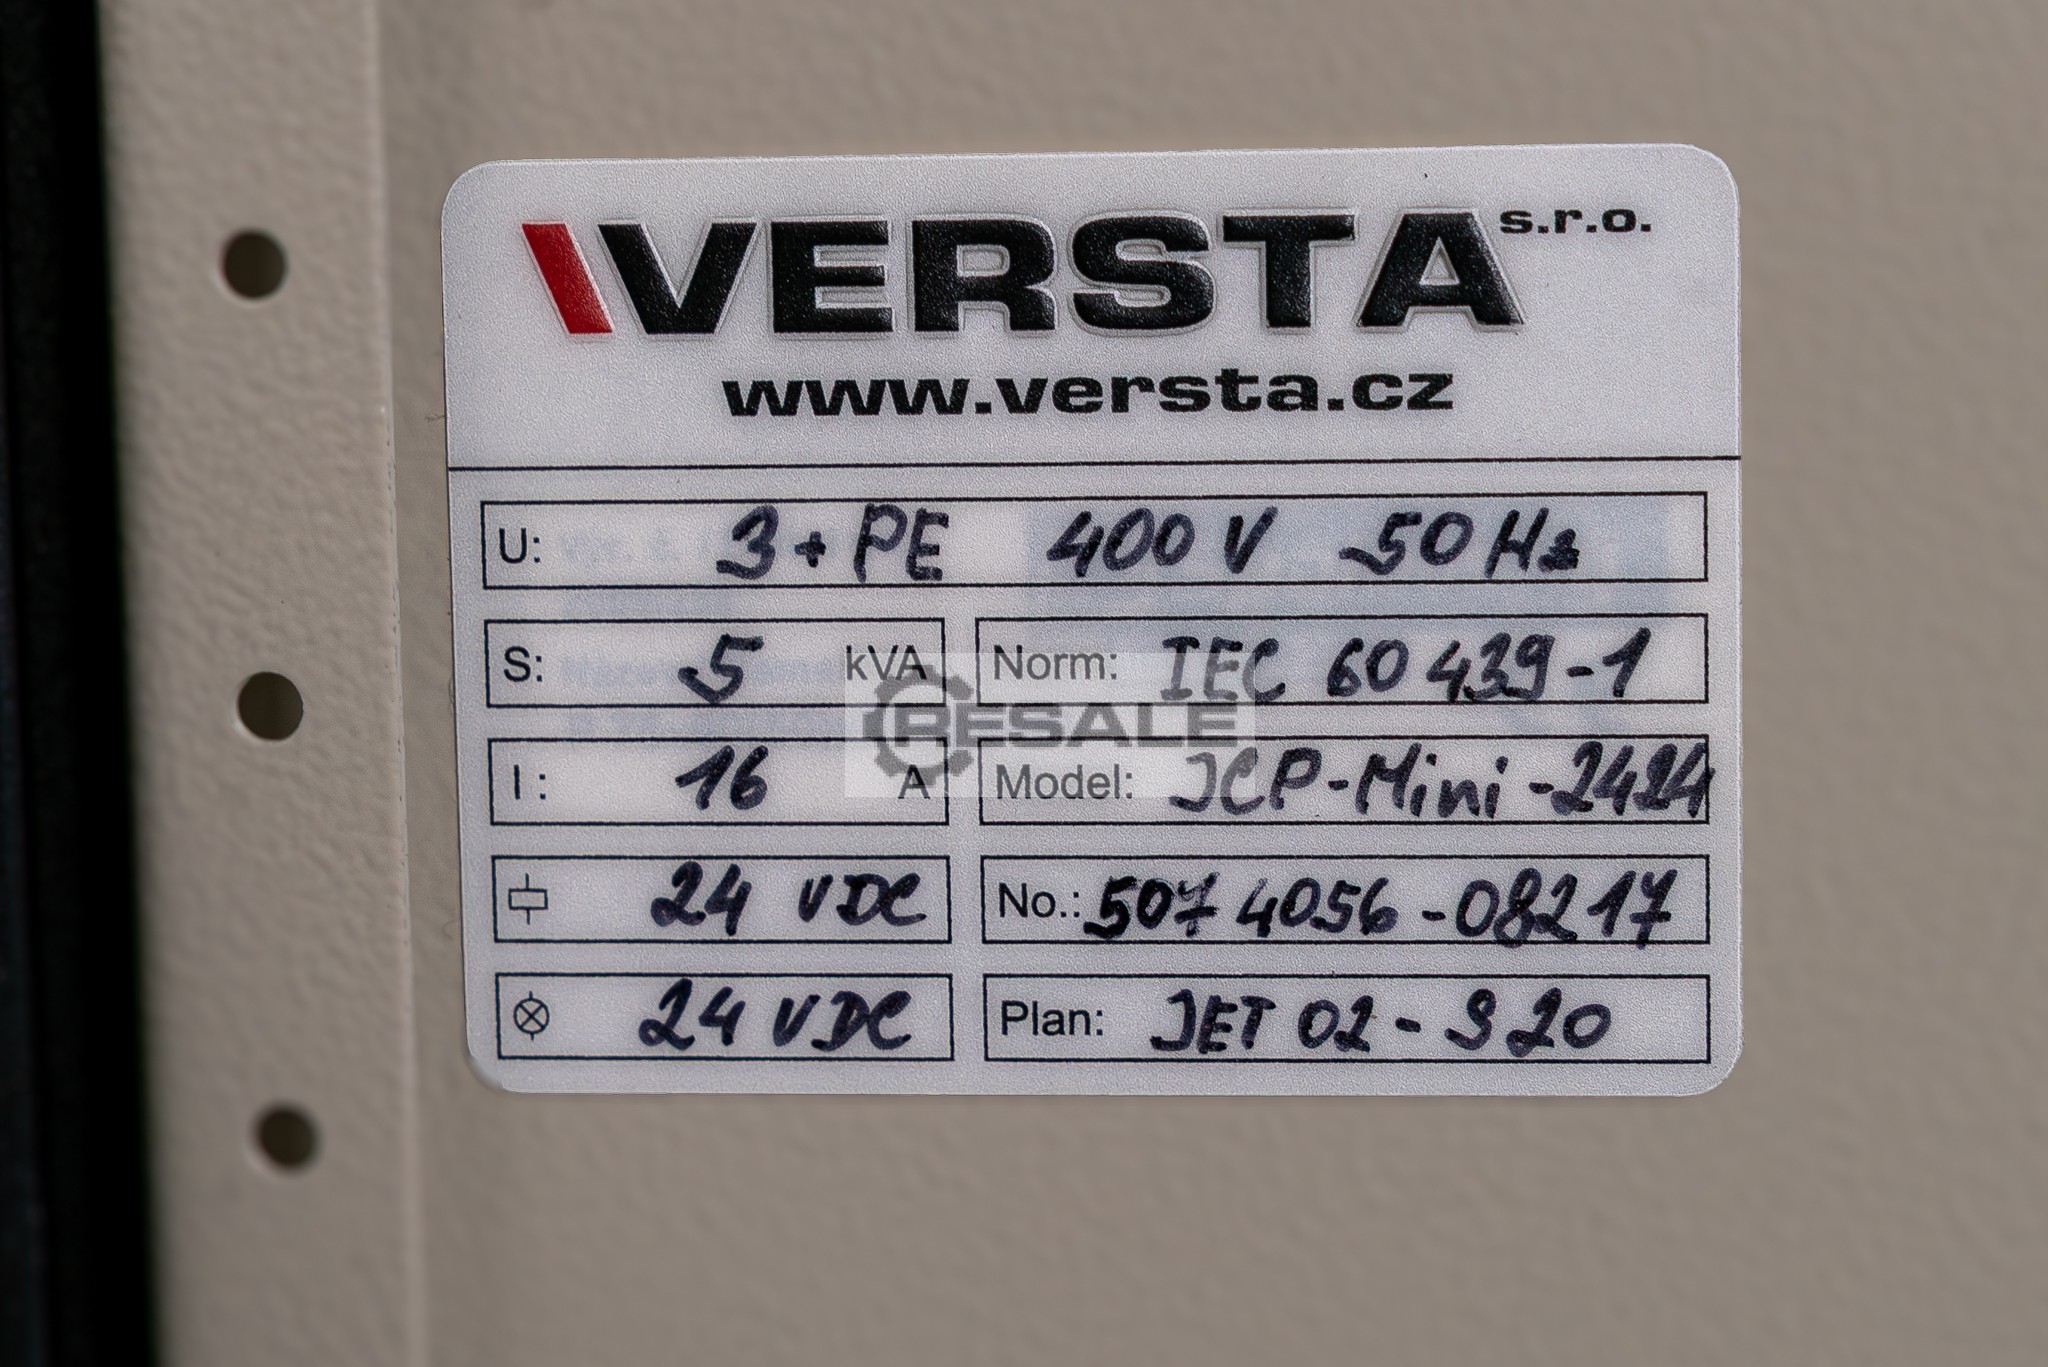 VERSTA s.r.o.
www.versta.cz
U: 3+PE 400 V 50 Hz
S: 5 kVA Norm: IEC 60 439-1
RESALE
I: 16 A Model: JCP-Mini-2424
24 VDC No.: 507 4056-08217
24 VDC Plan: JET 02-S20